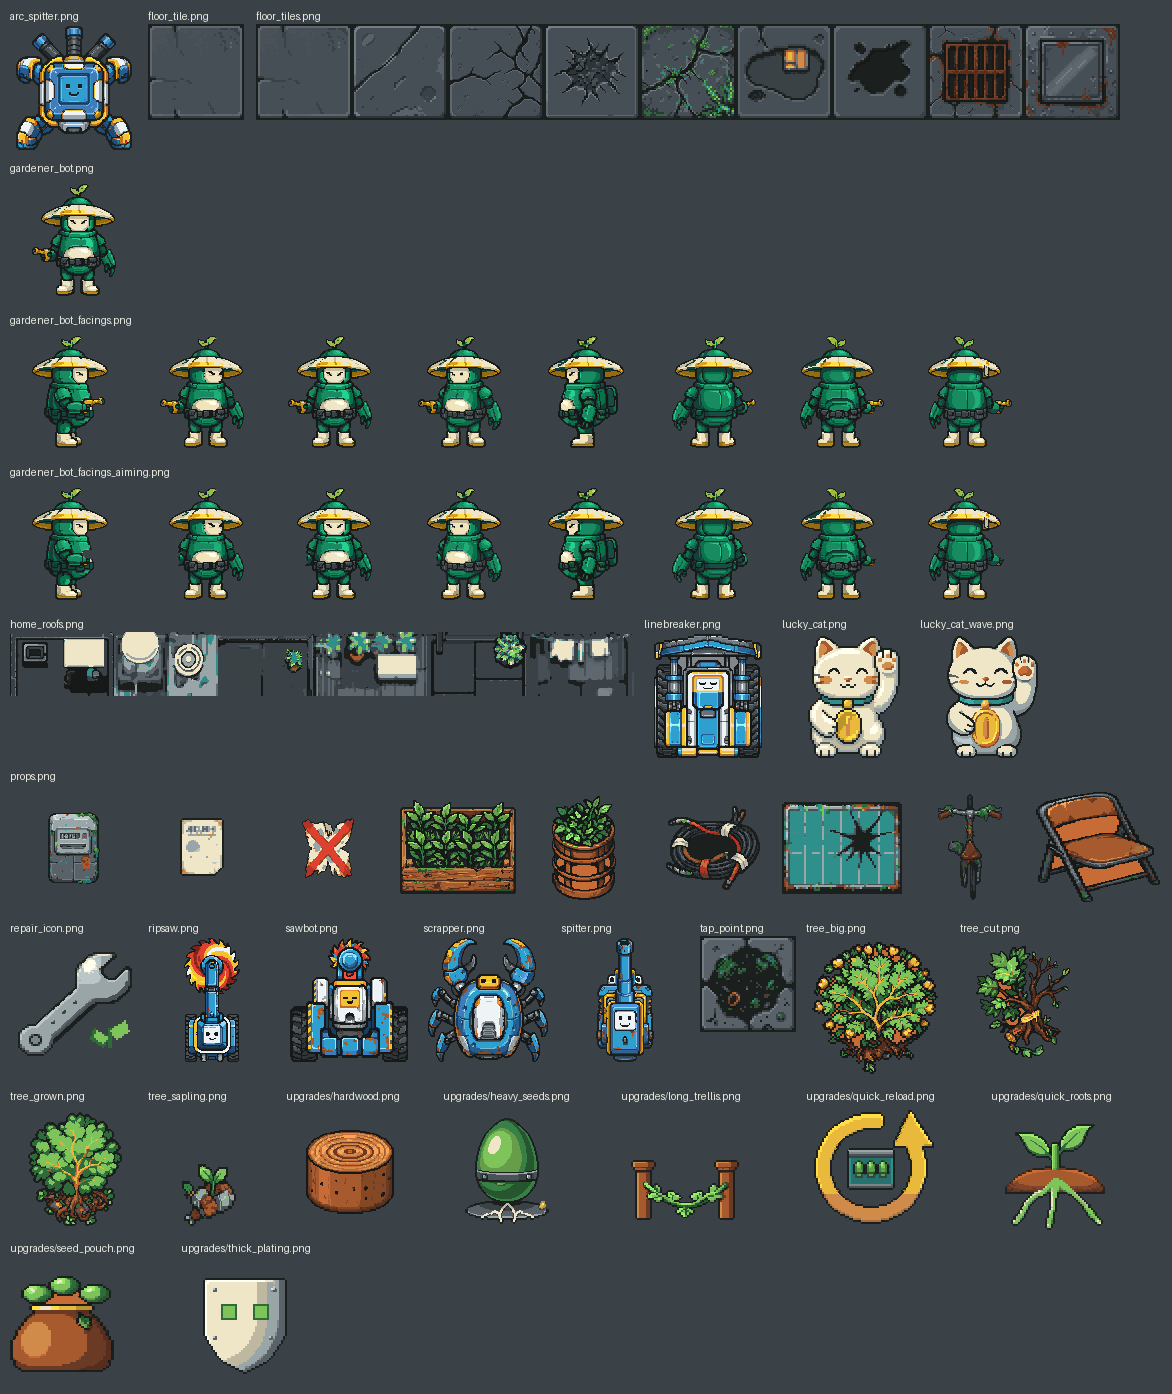 arc_spitter.png
floor_tile.png
floor_tiles.png
gardener_bot.png
gardener_bot_facings.png
gardener_bot_facings_aiming.png
home_roofs.png
linebreaker.png
lucky_cat.png
lucky_cat_wave.png
props.png
repair_icon.png
ripsaw.png
sawbot.png
scrapper.png
spitter.png
tap_point.png
tree_big.png
tree_cut.png
tree_grown.png
tree_sapling.png
upgrades/hardwood.png
upgrades/heavy_seeds.png
upgrades/long_trellis.png
upgrades/quick_reload.png
upgrades/quick_roots.png
upgrades/seed_pouch.png
upgrades/thick_plating.png